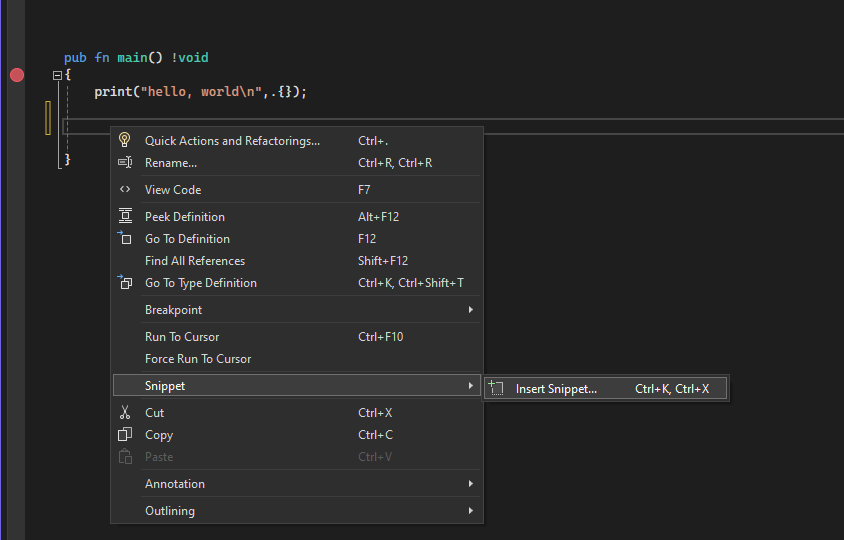 pub fn main() !void
{
print("hello, world\n",.{});
}
Quick Actions and Refactorings... Ctrl+.
Rename... Ctrl+R, Ctrl+R
View Code F7
Peek Definition Alt+F12
Go To Definition F12
Find All References Shift+F12
Go To Type Definition Ctrl+K, Ctrl+Shift+T
Breakpoint
Run To Cursor Ctrl+F10
Force Run To Cursor
Snippet
Insert Snippet... Ctrl+K, Ctrl+X
Cut Ctrl+X
Copy Ctrl+C
Paste Ctrl+V
Annotation
Outlining